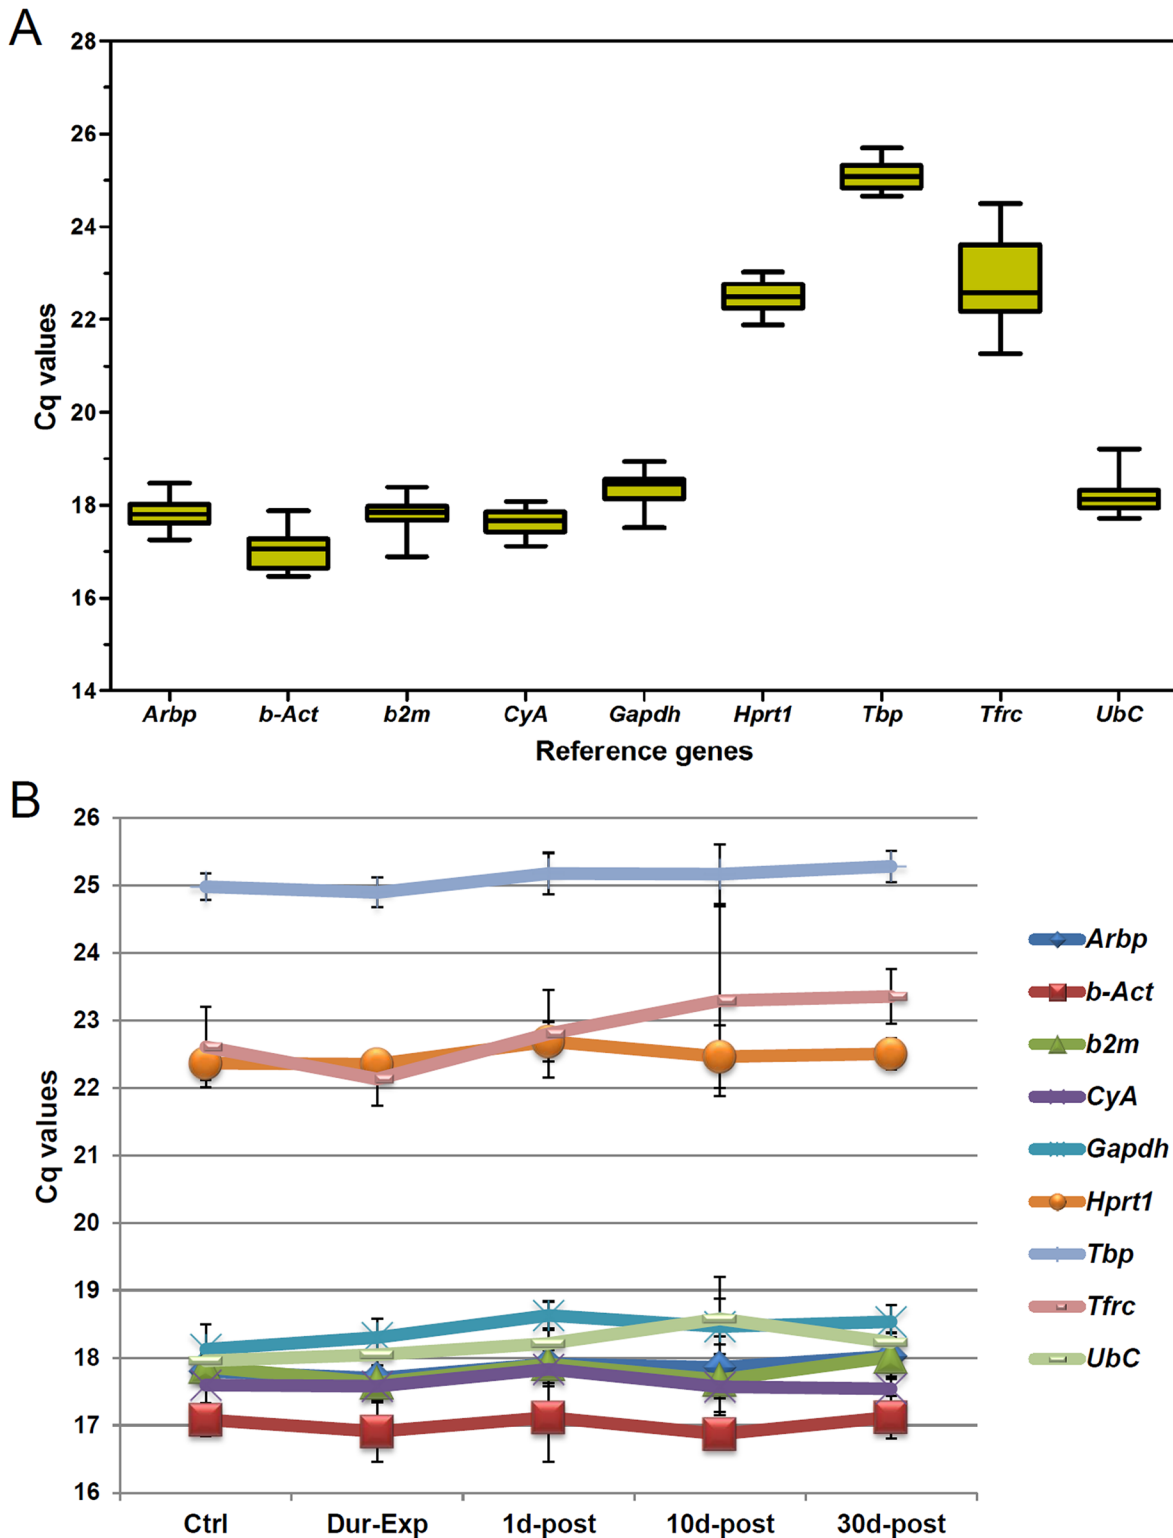 A
28
26
24
22
20
18
16
14
Cq values
Arbp b-Act b2m CyA Gapdh Hprt1 Tbp Tfrc UbC
Reference genes
B
26
25
24
23
22
21
20
19
18
17
16
Cq values
Ctrl Dur-Exp 1d-post 10d-post 30d-post
Arbp
b-Act
b2m
CyA
Gapdh
Hprt1
Tbp
Tfrc
UbC